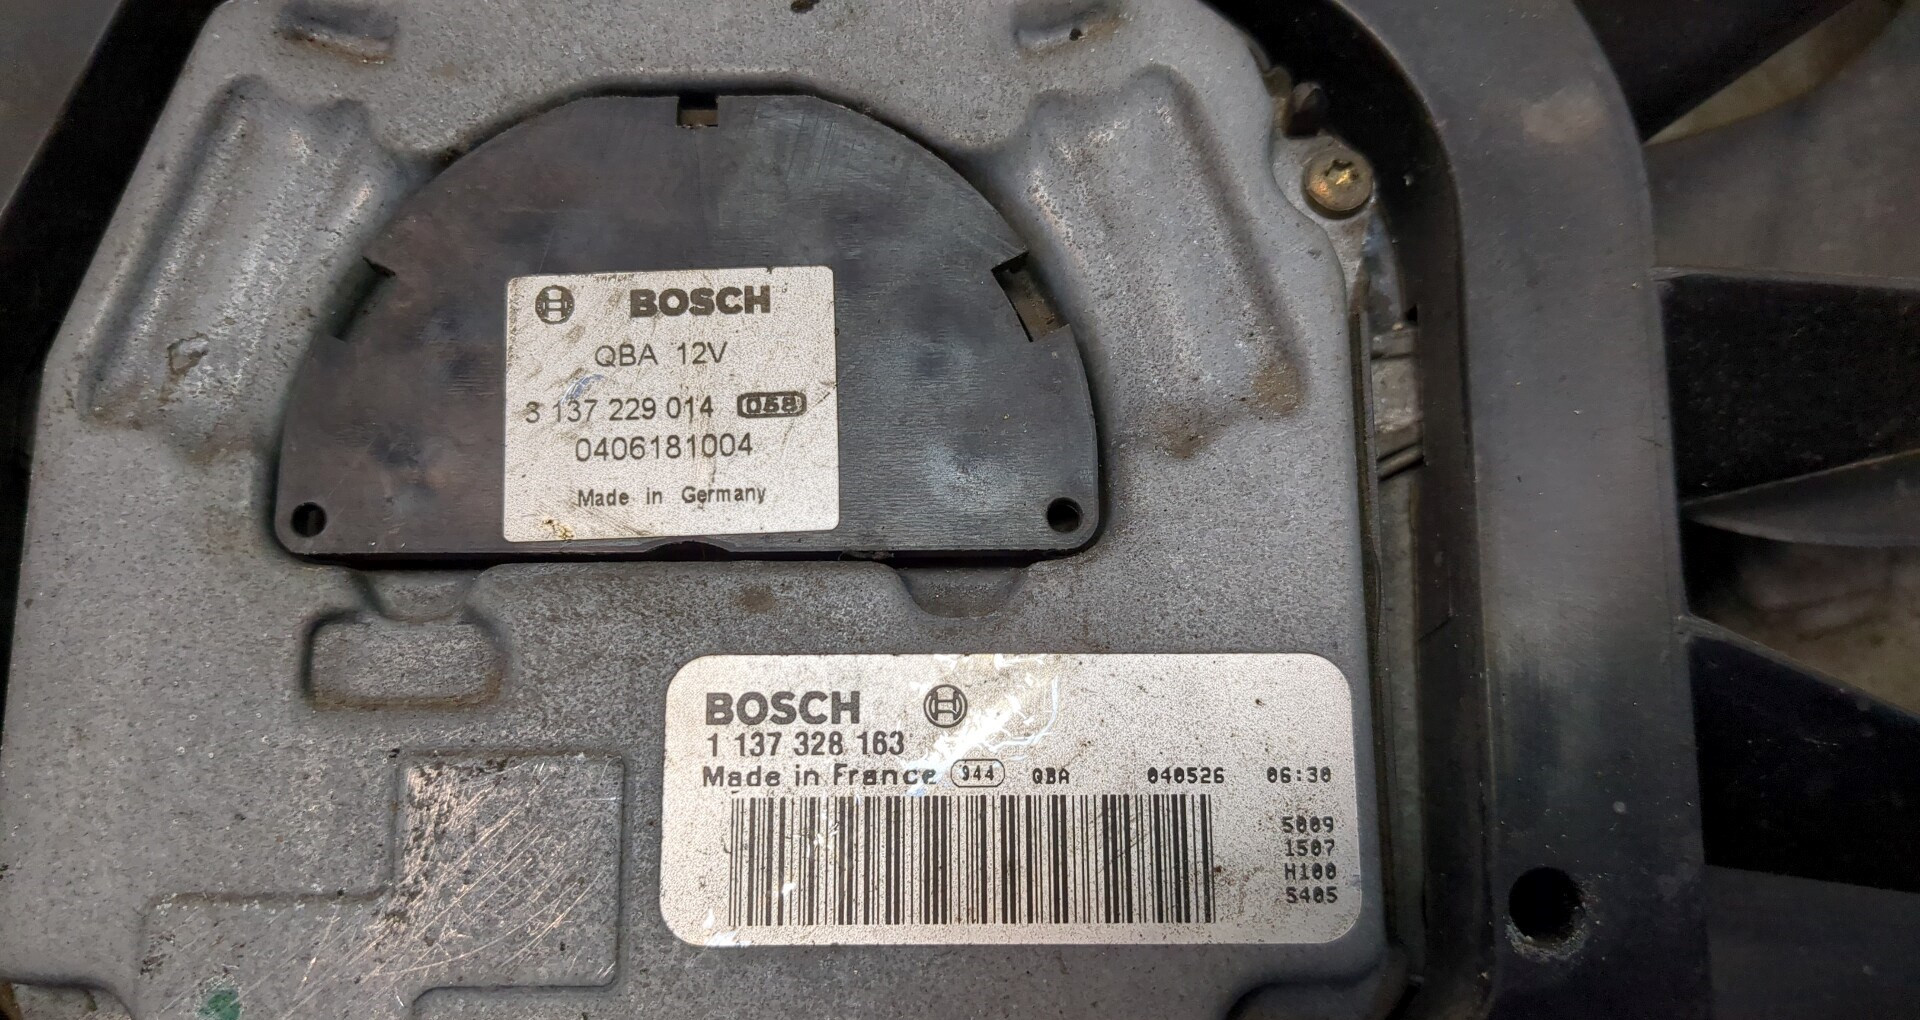 BOSCH
QBA 12V
3 137 229 014 058
0406181004
Made in Germany
BOSCH
1 137 328 163
Made in France 944 QBA 040526 06:30
5009
1507
H100
5405